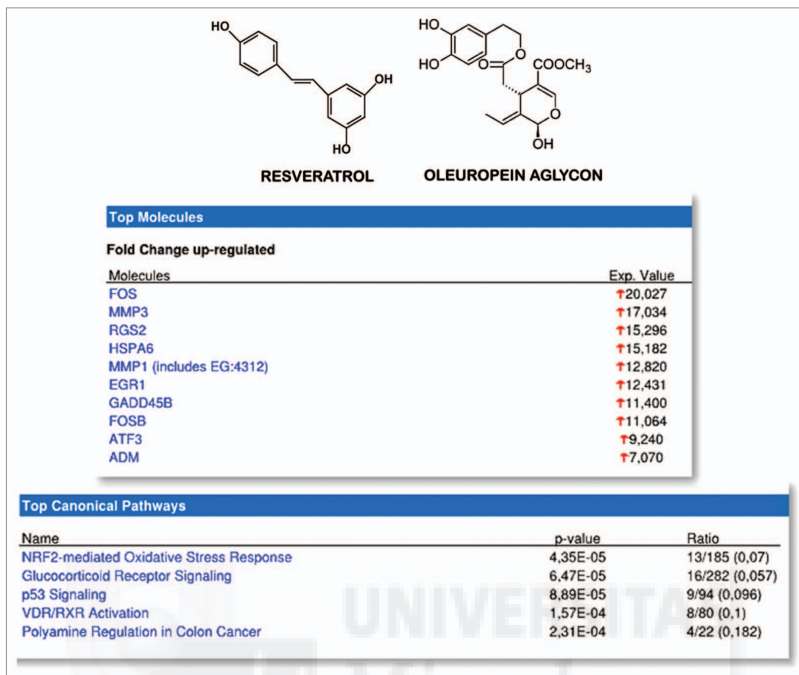 HO
OH
HO
RESVERATROL
HO
HO
O
O
COOCH3
O
OH
OLEUROPEIN AGLYCON
Top Molecules
Fold Change up-regulated
Molecules Exp. Value
FOS ↑20,027
MMP3 ↑17,034
RGS2 ↑15,296
HSPA6 ↑15,182
MMP1 (includes EG:4312) ↑12,820
EGR1 ↑12,431
GADD45B ↑11,400
FOSB ↑11,064
ATF3 ↑9,240
ADM ↑7,070
Top Canonical Pathways
Name p-value Ratio
NRF2-mediated Oxidative Stress Response 4,35E-05 13/185 (0,07)
Glucocorticoid Receptor Signaling 6,47E-05 16/282 (0,057)
p53 Signaling 8,89E-05 9/94 (0,096)
VDR/RXR Activation 1,57E-04 8/80 (0,1)
Polyamine Regulation in Colon Cancer 2,31E-04 4/22 (0,182)